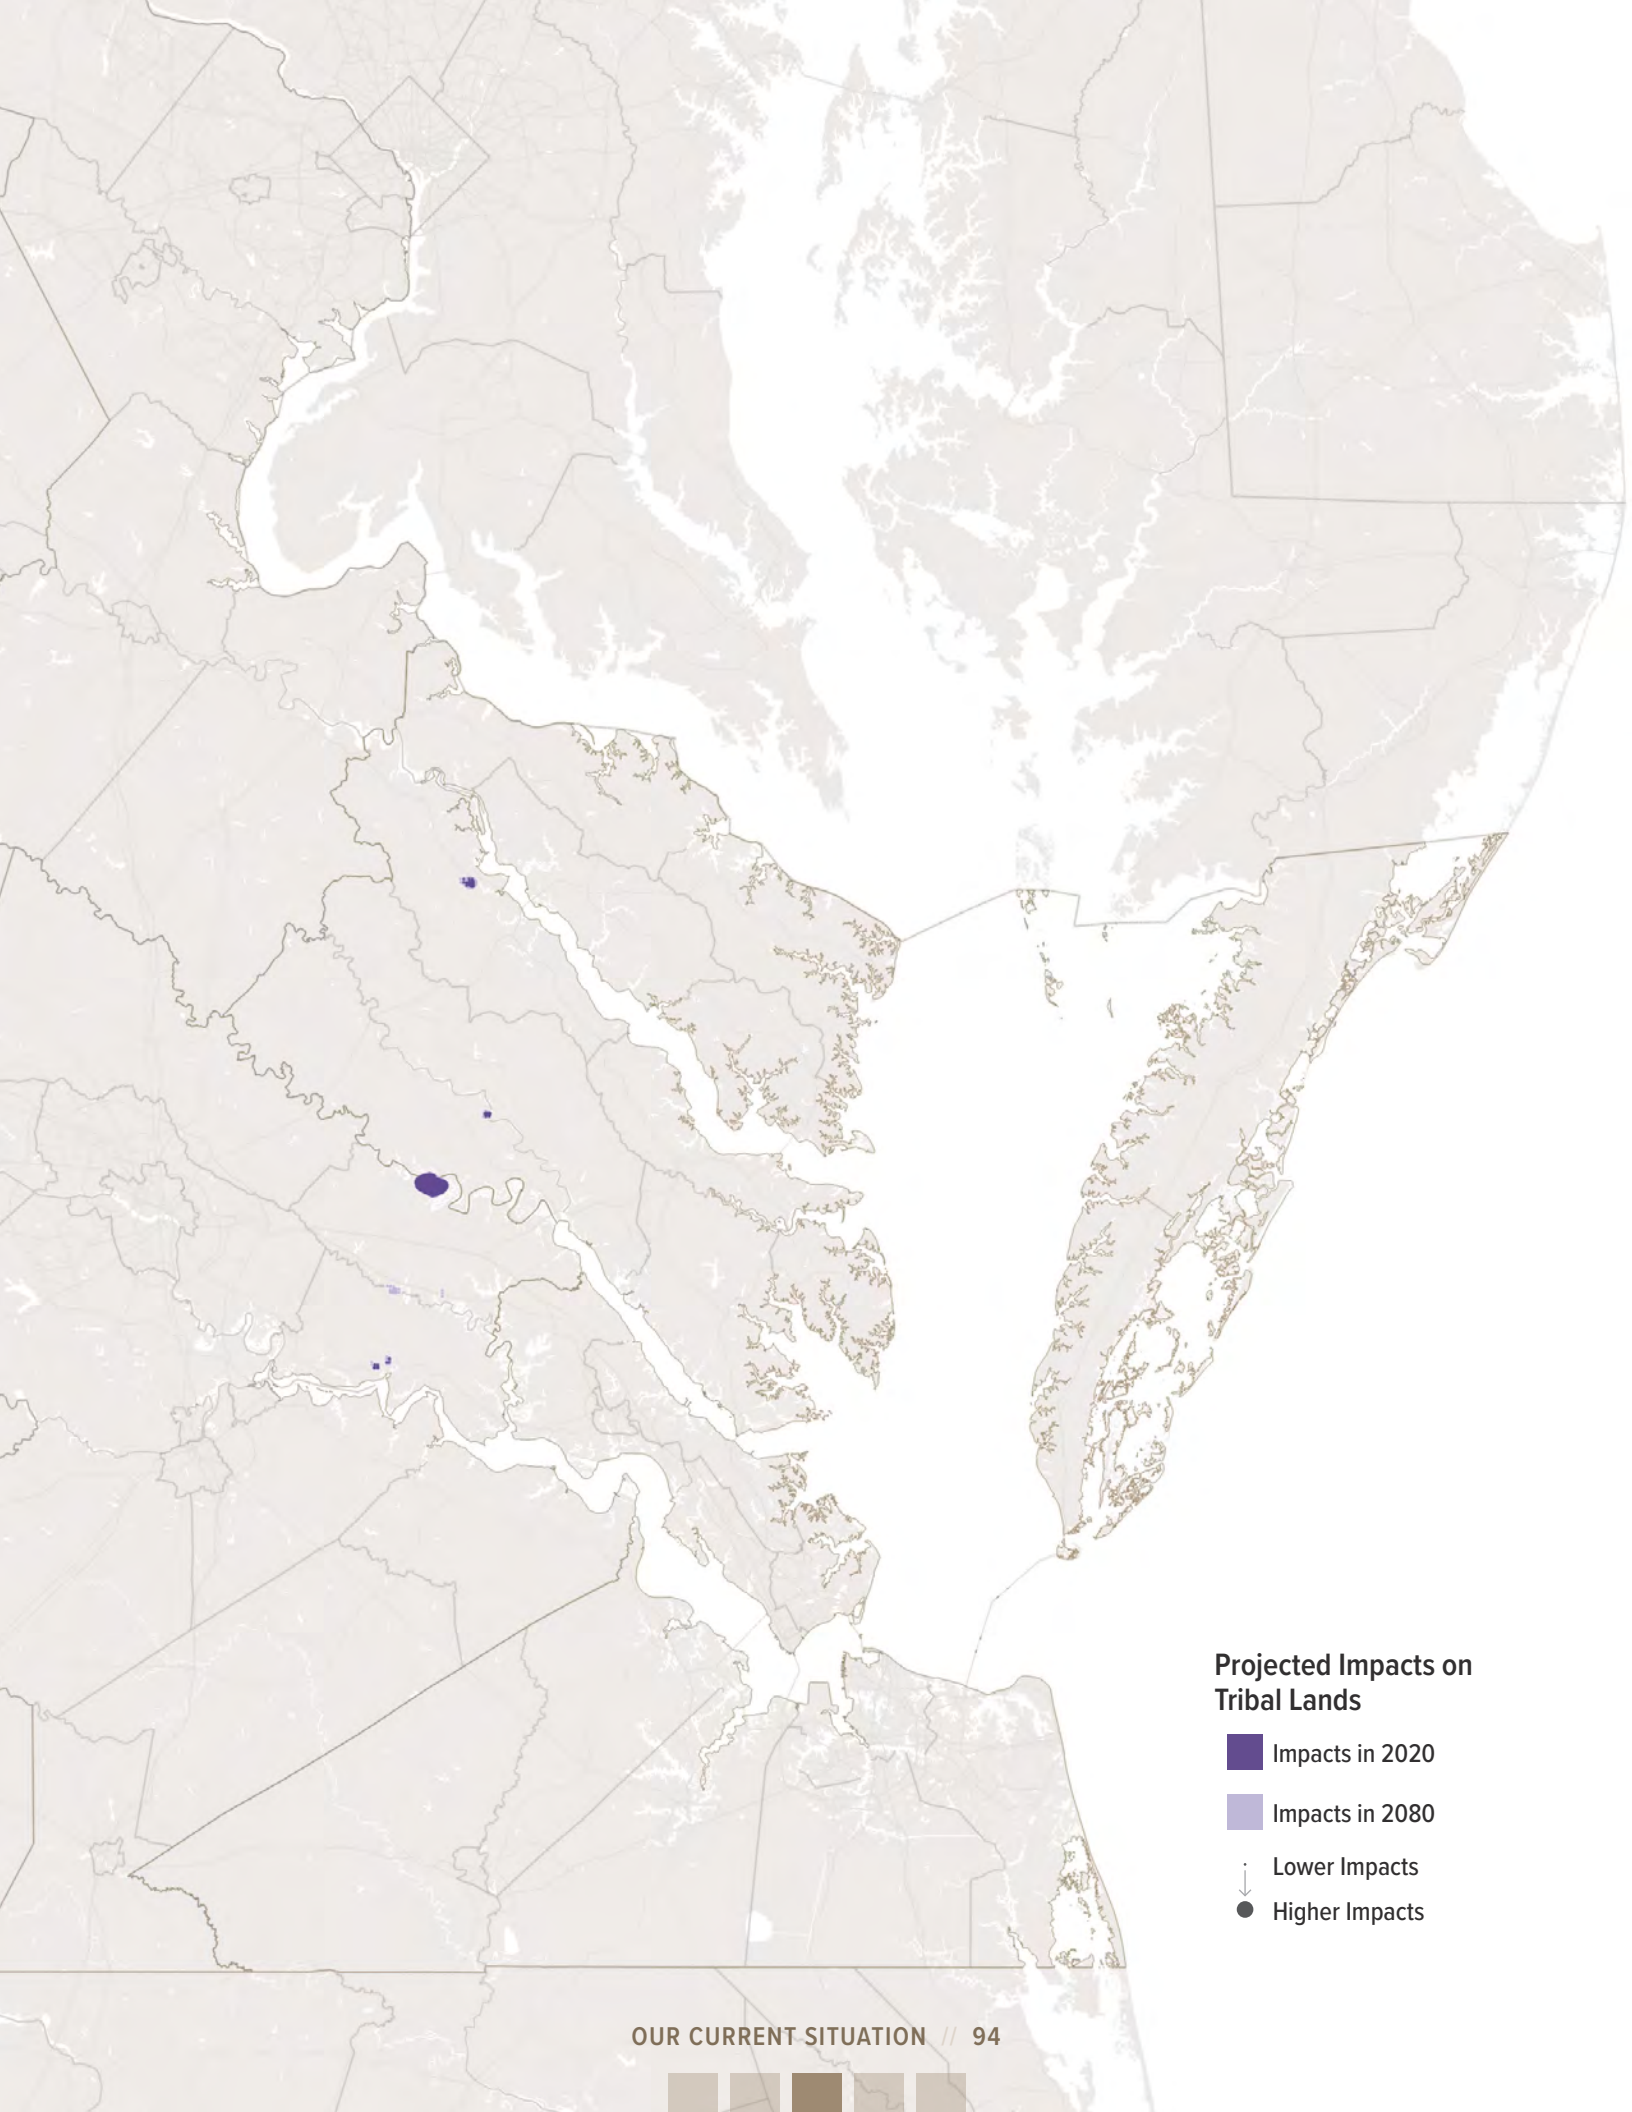 Projected Impacts on
Tribal Lands
Impacts in 2020
Impacts in 2080
Lower Impacts
Higher Impacts
OUR CURRENT SITUATION // 94